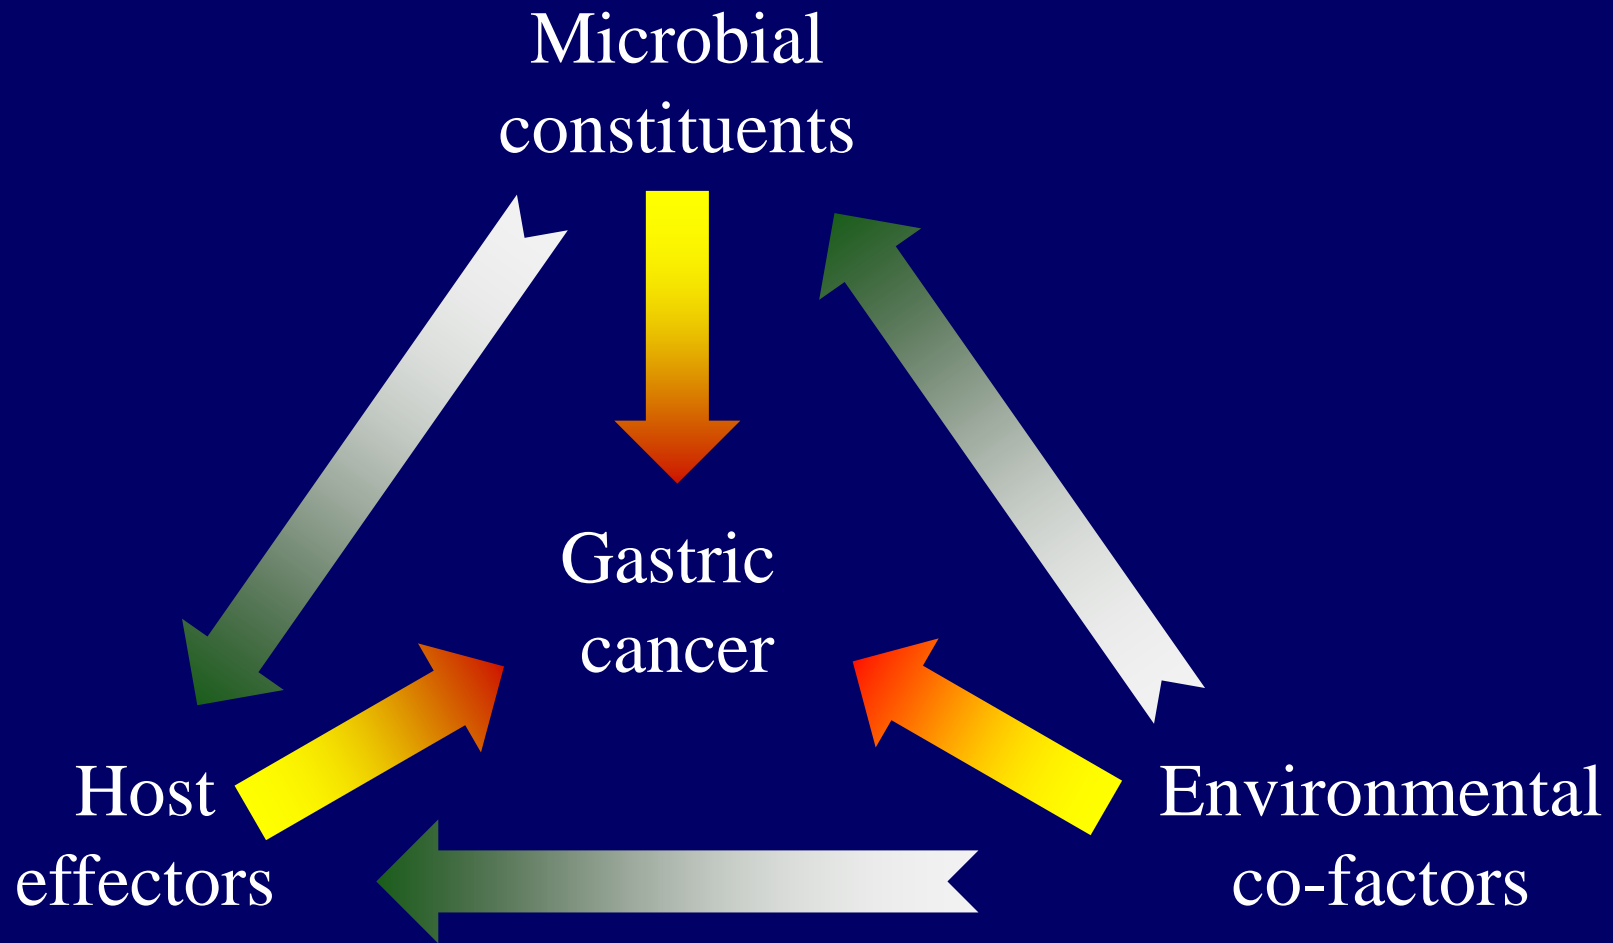 Microbial
constituents
Gastric
cancer
Host
effectors
Environmental
co-factors